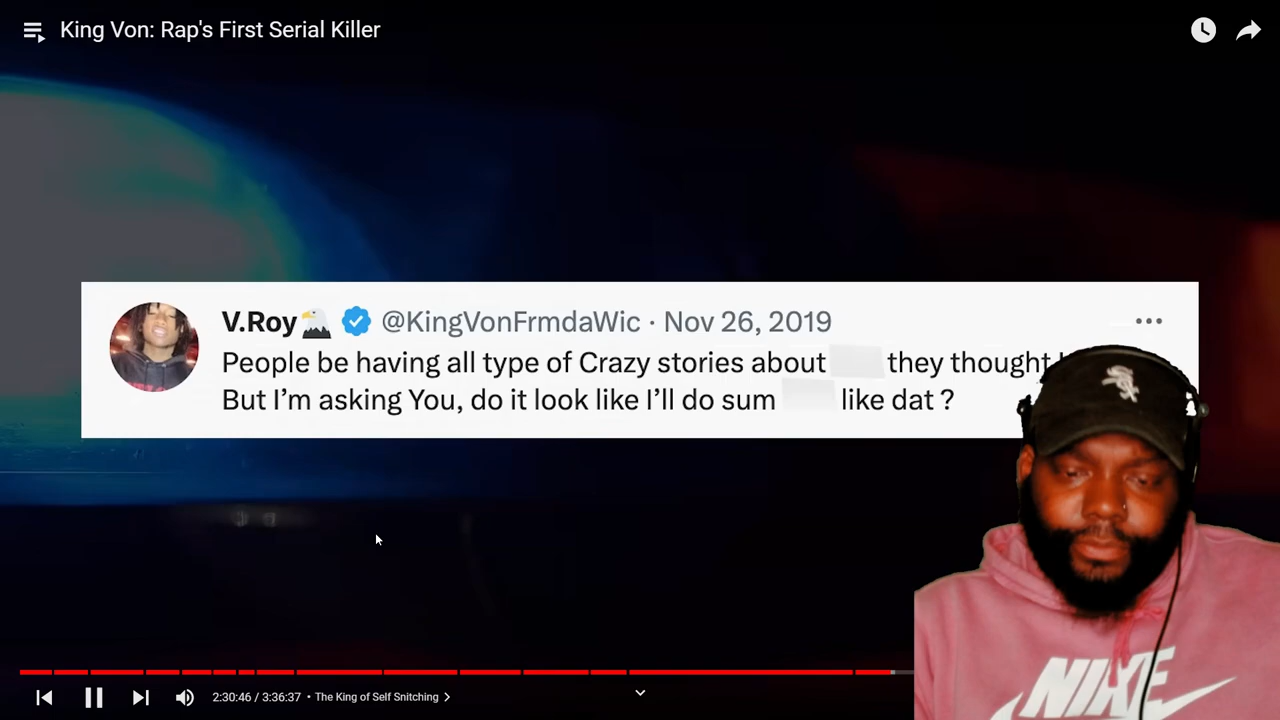 King Von: Rap's First Serial Killer
V.Roy🦅 @KingVonFrmdaWic · Nov 26, 2019
People be having all type of Crazy stories about they thought
But I'm asking You, do it look like I'll do sum like dat ?
2:30:46 / 3:36:37 • The King of Self Snitching
NIKE